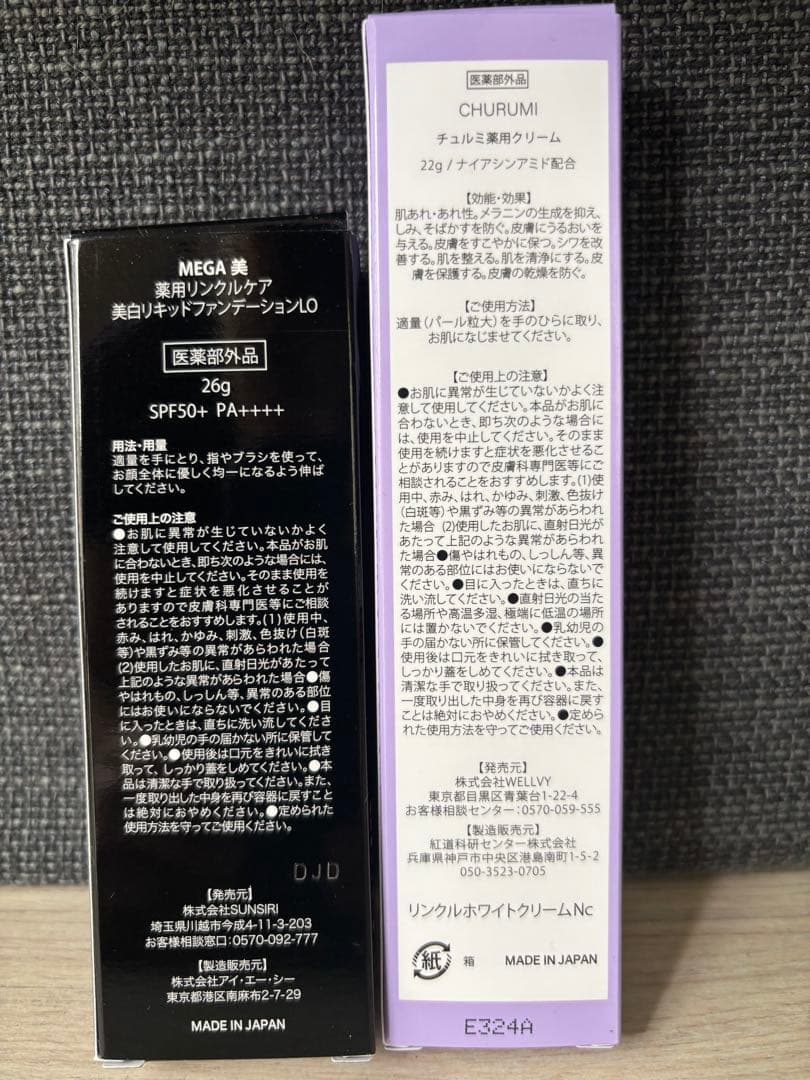 MEGA 美
薬用リンクルケア
美白リキッドファンデーションLO
医薬部外品
26g
SPF50+ PA++++
用法・用量
適量を手にとり、指やブラシを使って、
お顔全体に優しく均一になるよう伸ば
してください。
ご使用上の注意
●お肌に異常が生じていないかよく
注意して使用してください。本品がお肌
に合わないとき、即ち次のような場合には、
使用を中止してください。そのまま使用を
続けますと症状を悪化させることが
ありますので皮膚科専門医等にご相談
されることをおすすめします。(1)使用中、
赤み、はれ、かゆみ、刺激、色抜け(白斑
等)や黒ずみ等の異常があらわれた場合
(2)使用したお肌に、直射日光があたって
上記のような異常があらわれた場合●傷
やはれもの、しっしん等、異常のある部位
にはお使いにならないでください。●目
に入ったときは、直ちに洗い流してくださ
い。●乳幼児の手の届かない所に保管して
ください。●使用後は口元をきれいに拭き
取って、しっかり蓋をしめてください。●本
品は清潔な手で取り扱ってください。また、
一度取り出した中身を再び容器に戻すこと
は絶対におやめください。●定められた
使用方法を守ってご使用ください。
DJD
【発売元】
株式会社SUNSIRI
埼玉県川越市今成4-11-3-203
お客様相談窓口:0570-092-777
【製造販売元】
株式会社アイ・エー・シー
東京都港区南麻布2-7-29
MADE IN JAPAN
医薬部外品
CHURUMI
チュルミ薬用クリーム
22g / ナイアシンアミド配合
【効能・効果】
肌あれ・あれ性。メラニンの生成を抑え、
しみ、そばかすを防ぐ。皮膚にうるおいを
与える。皮膚をすこやかに保つ。シワを改
善する。肌を整える。肌を清浄にする。皮
膚を保護する。皮膚の乾燥を防ぐ。
【ご使用方法】
適量(パール粒大)を手のひらに取り、
お肌になじませてください。
【ご使用上の注意】
●お肌に異常が生じていないかよく注
意して使用してください。本品がお肌に
合わないとき、即ち次のような場合に
は、使用を中止してください。そのまま
使用を続けますと症状を悪化させるこ
とがありますので皮膚科専門医等にご
相談されることをおすすめします。(1)使
用中、赤み、はれ、かゆみ、刺激、色抜け
(白斑等)や黒ずみ等の異常があらわれ
た場合 (2)使用したお肌に、直射日光が
あたって上記のような異常があらわれ
た場合●傷やはれもの、しっしん等、異
常のある部位にはお使いにならないでく
ださい。●目に入ったときは、直ちに
洗い流してください。●直射日光の当た
る場所や高温多湿、極端に低温の場所
には置かないでください。●乳幼児の
手の届かない所に保管してください。●
使用後は口元をきれいに拭き取って、
しっかり蓋をしめてください。●本品は
清潔な手で取り扱ってください。また、
一度取り出した中身を再び容器に戻す
ことは絶対におやめください。●定めら
れた使用方法を守ってご使用ください。
【発売元】
株式会社WELLVY
東京都目黒区青葉台1-22-4
お客様相談センター:0570-059-555
【製造販売元】
紅道科研センター株式会社
兵庫県神戸市中央区港島南町1-5-2
050-3523-0705
リンクルホワイトクリームNc
紙 箱 MADE IN JAPAN
E324A